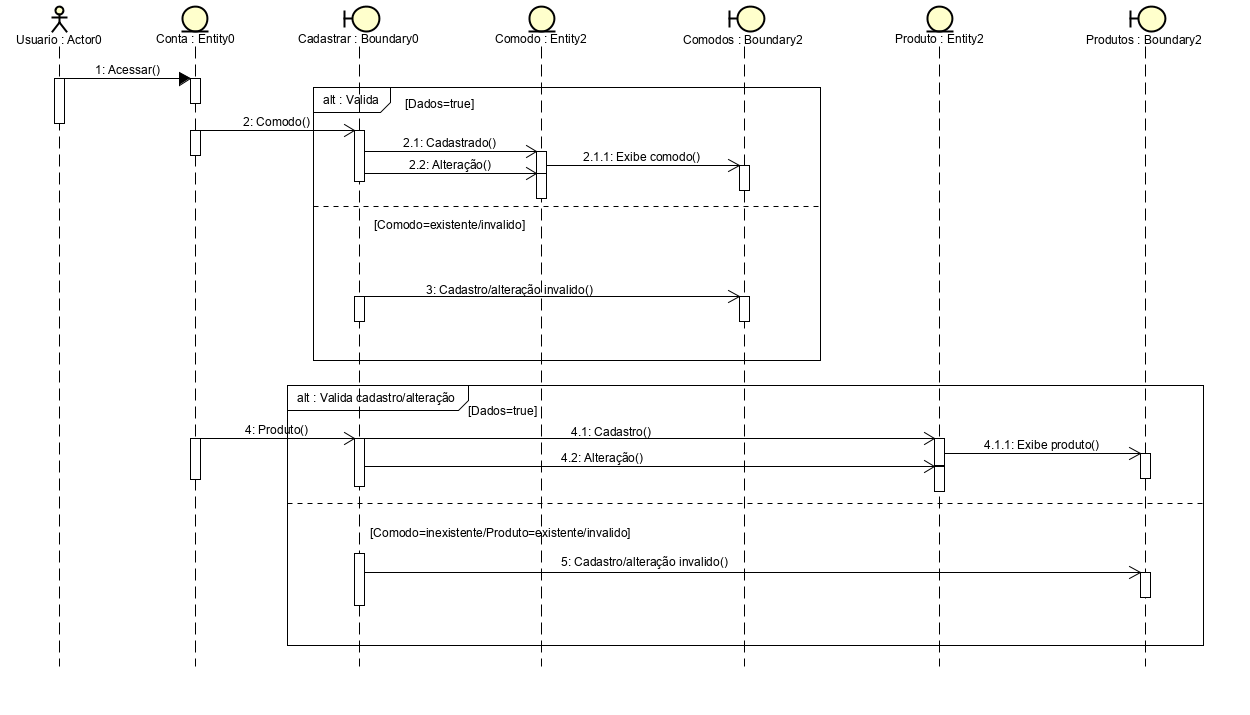 Usuario : Actor0
Conta : Entity0
Cadastrar : Boundary0
Comodo : Entity2
Comodos : Boundary2
Produto : Entity2
Produtos : Boundary2
1: Acessar()
alt : Valida
[Dados=true]
2: Comodo()
2.1: Cadastrado()
2.2: Alteração()
2.1.1: Exibe comodo()
[Comodo=existente/invalido]
3: Cadastro/alteração invalido()
alt : Valida cadastro/alteração
[Dados=true]
4: Produto()
4.1: Cadastro()
4.1.1: Exibe produto()
4.2: Alteração()
[Comodo=inexistente/Produto=existente/invalido]
5: Cadastro/alteração invalido()